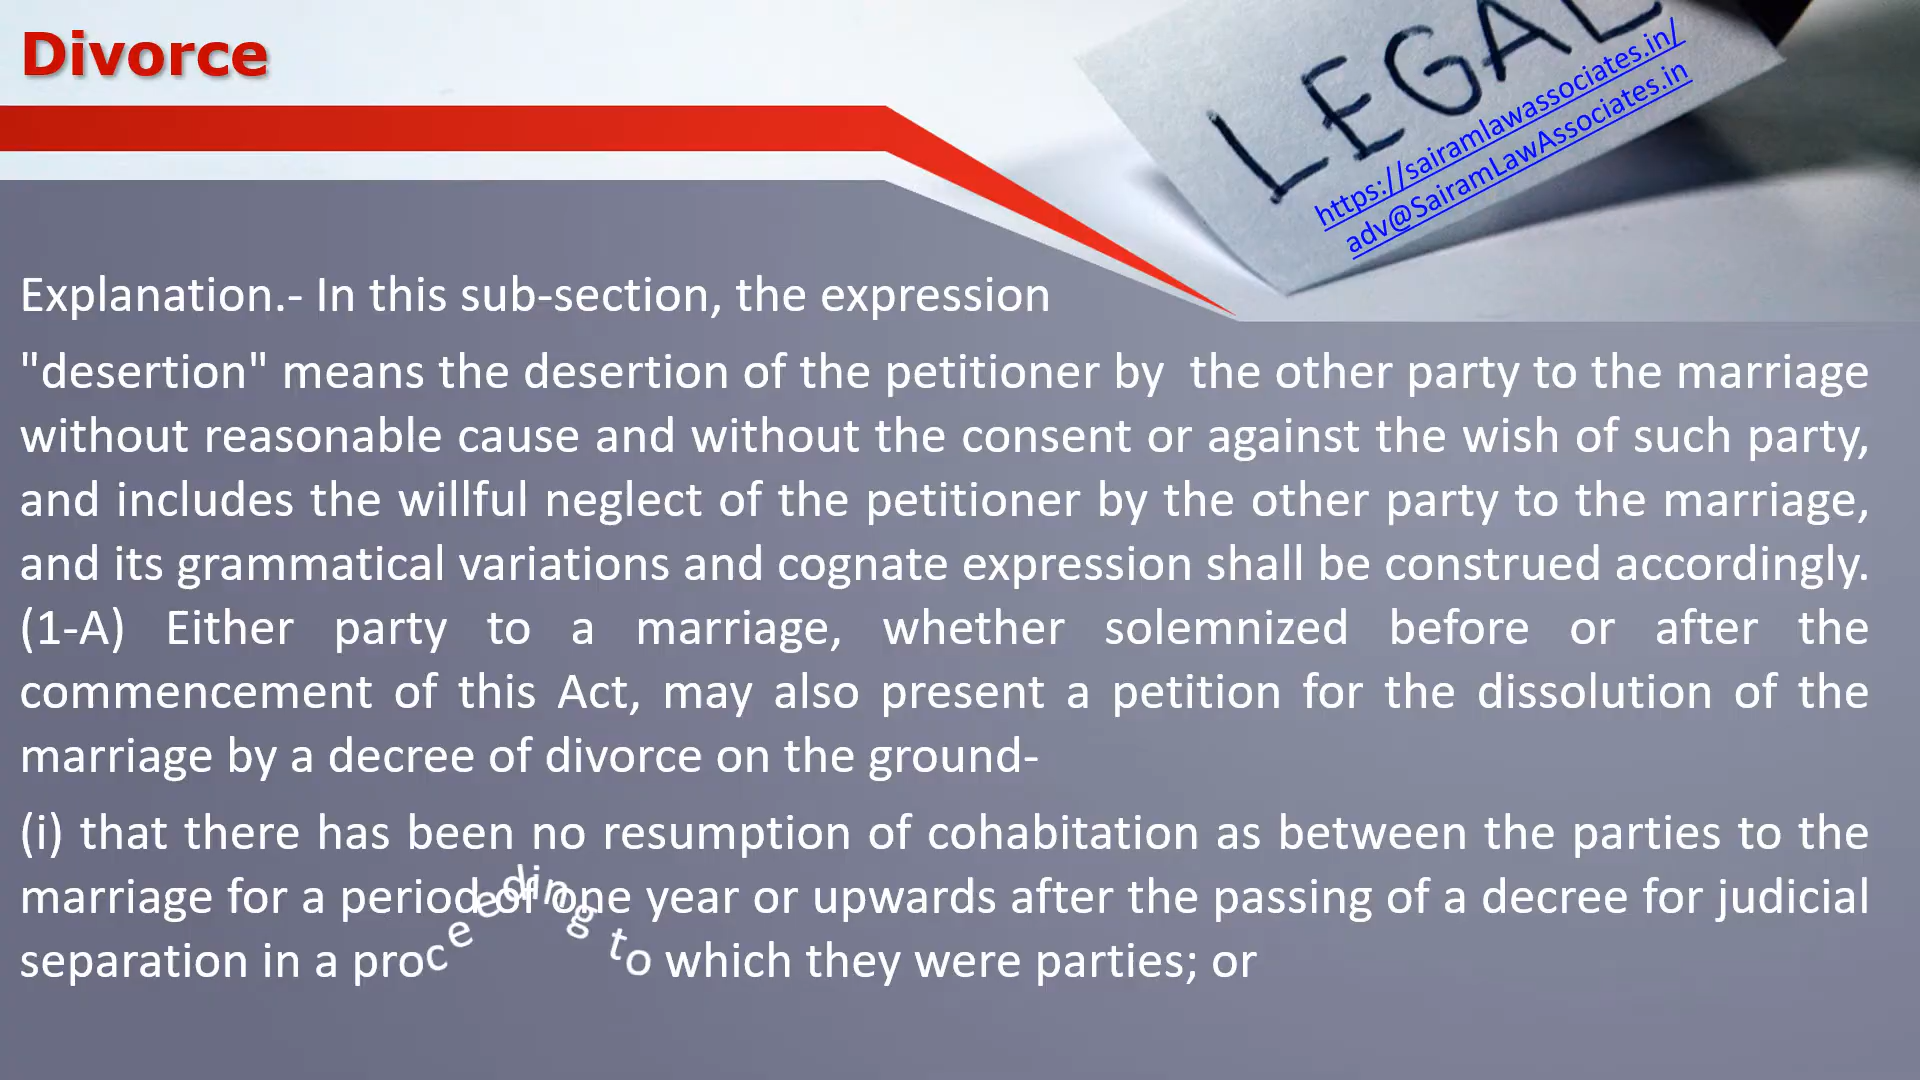 Divorce
LEGAL
https://sairamlawassociates.in/
adv@SairamLawAssociates.in
Explanation.- In this sub-section, the expression
"desertion" means the desertion of the petitioner by the other party to the marriage
without reasonable cause and without the consent or against the wish of such party,
and includes the willful neglect of the petitioner by the other party to the marriage,
and its grammatical variations and cognate expression shall be construed accordingly.
(1-A) Either party to a marriage, whether solemnized before or after the
commencement of this Act, may also present a petition for the dissolution of the
marriage by a decree of divorce on the ground-
(i) that there has been no resumption of cohabitation as between the parties to the
marriage for a period of one year or upwards after the passing of a decree for judicial
separation in a proceeding to which they were parties; or